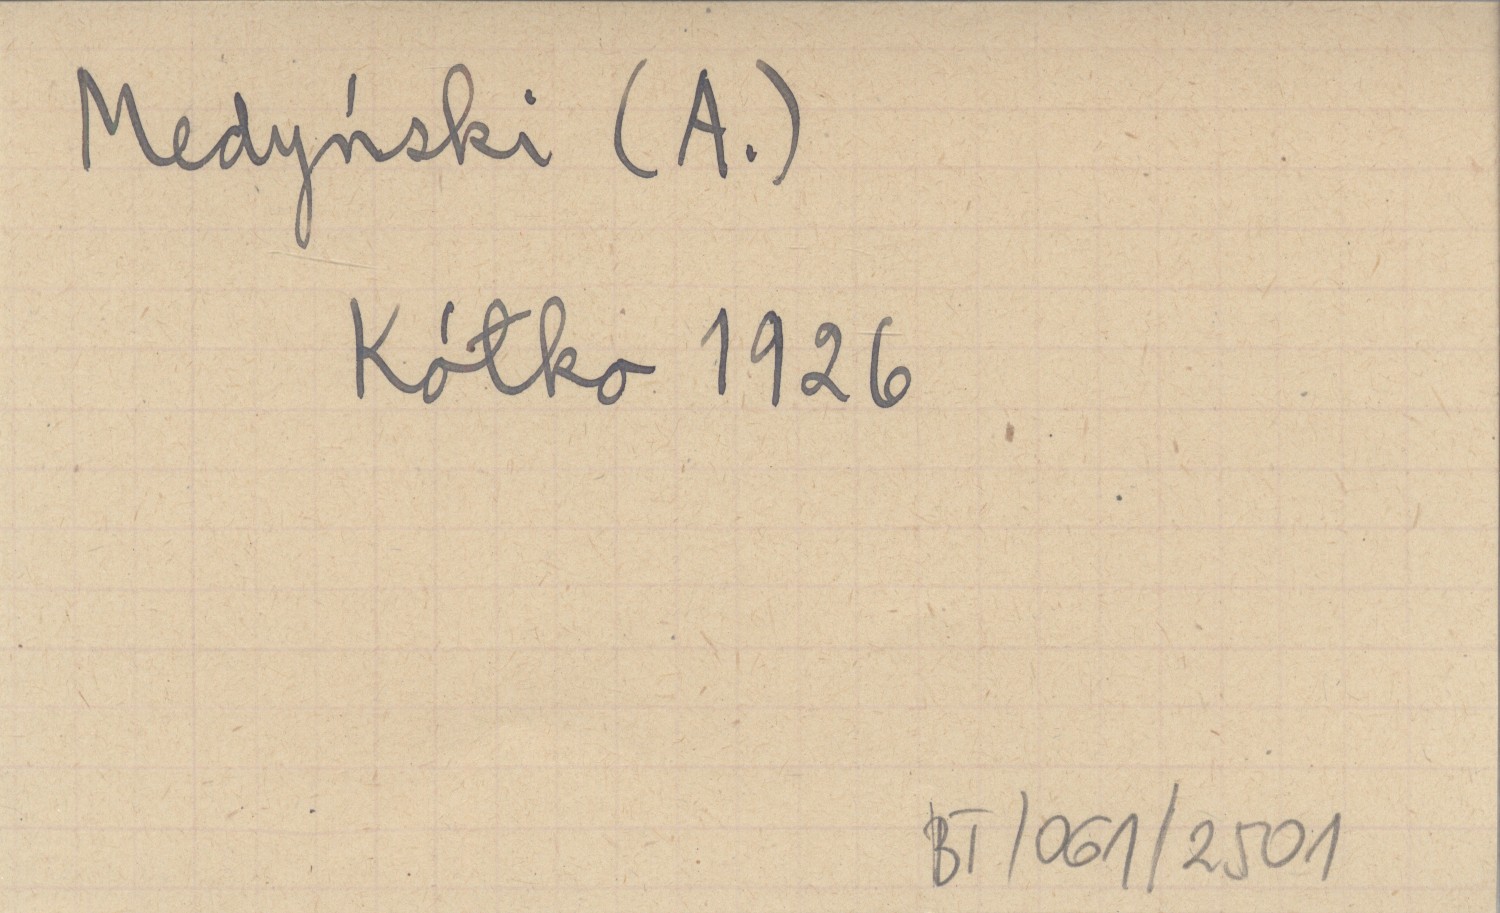 Medyński (A.)
Kótko 1926
BT/061/2501